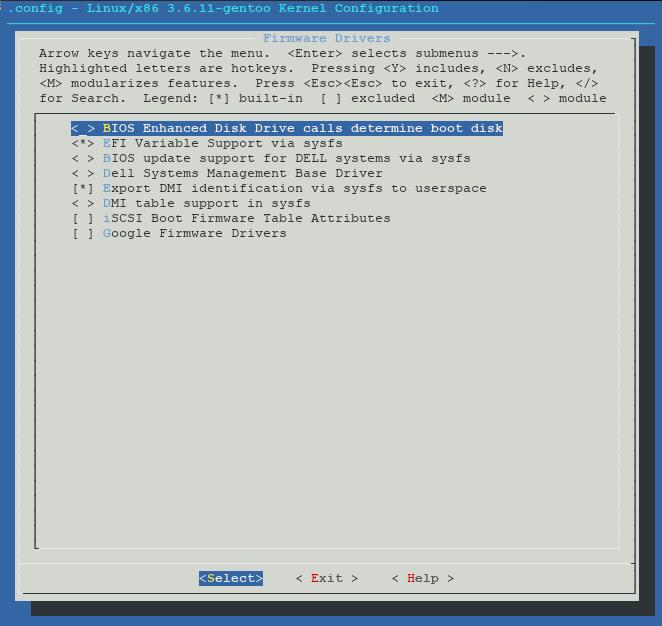 .config - Linux/x86 3.6.11-gentoo Kernel Configuration
Firmware Drivers
Arrow keys navigate the menu.  <Enter> selects submenus --->.
Highlighted letters are hotkeys.  Pressing <Y> includes, <N> excludes,
<M> modularizes features.  Press <Esc><Esc> to exit, <?> for Help, </>
for Search.  Legend: [*] built-in  [ ] excluded  <M> module  < > module
< > BIOS Enhanced Disk Drive calls determine boot disk
<*> EFI Variable Support via sysfs
< > BIOS update support for DELL systems via sysfs
< > Dell Systems Management Base Driver
[*] Export DMI identification via sysfs to userspace
< > DMI table support in sysfs
[ ] iSCSI Boot Firmware Table Attributes
[ ] Google Firmware Drivers
<Select>    < Exit >    < Help >